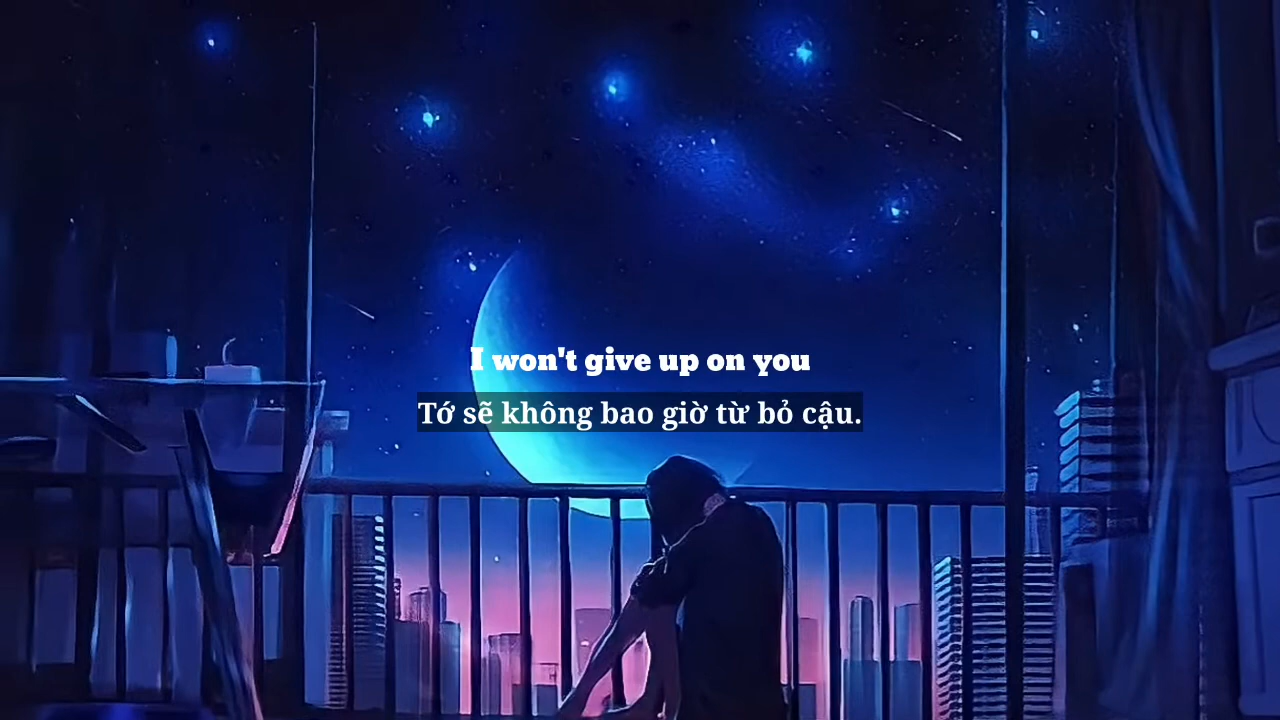 I won't give up on you
Tớ sẽ không bao giờ từ bỏ cậu.